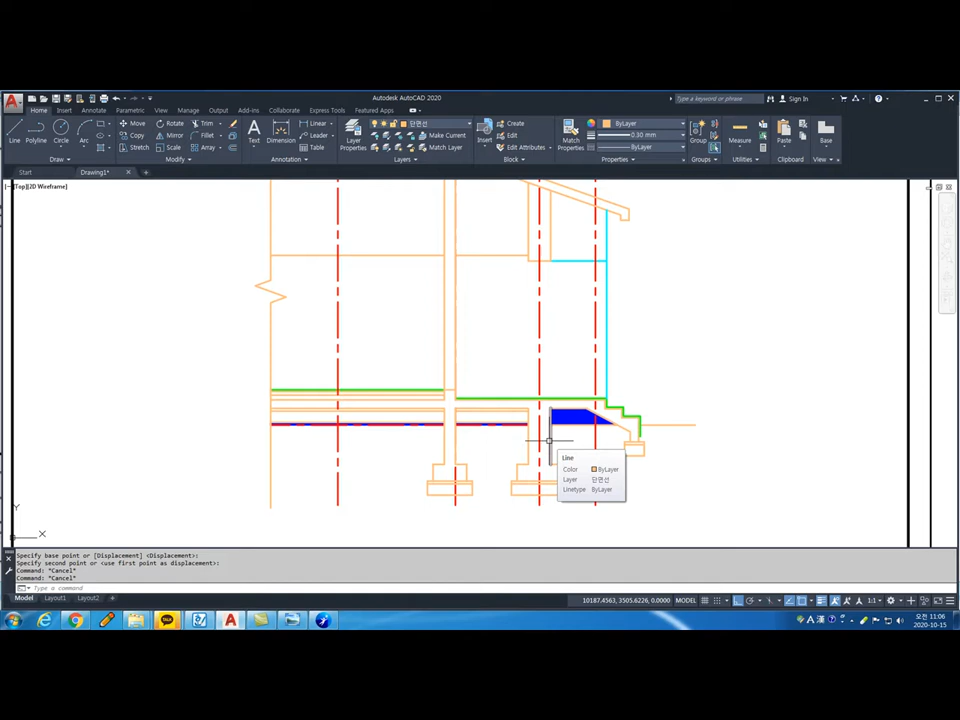 Autodesk AutoCAD 2020
Type a keyword or phrase
Sign In
Home Insert Annotate Parametric View Manage Output Add-ins Collaborate Express Tools Featured Apps
Line Polyline Circle Arc
Move Rotate Trim
Copy Mirror Fillet
Stretch Scale Array
Text Dimension
Linear
Leader
Table
Layer Properties
단면선
Make Current
Match Layer
Insert
Create
Edit
Edit Attributes
Match Properties
ByLayer
0.30 mm
ByLayer
Group
Measure
Paste
Base
Draw Modify Annotation Layers Block Properties Groups Utilities Clipboard View
Start Drawing1*
[-][Top][2D Wireframe]
Line
Color ByLayer
Layer 단면선
Linetype ByLayer
Y
X
Specify base point or [Displacement] <Displacement>:
Specify second point or <use first point as displacement>:
Command: *Cancel*
Command: *Cancel*
Type a command
Model Layout1 Layout2
10187.4563, 3505.6226, 0.0000 MODEL
1:1
TALK
A 漢
오전 11:06
2020-10-15